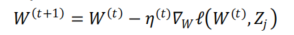 W^{(t+1)} = W^{(t)} − η^{(t)}∇_W ℓ(W^{(t)}, Z_j)